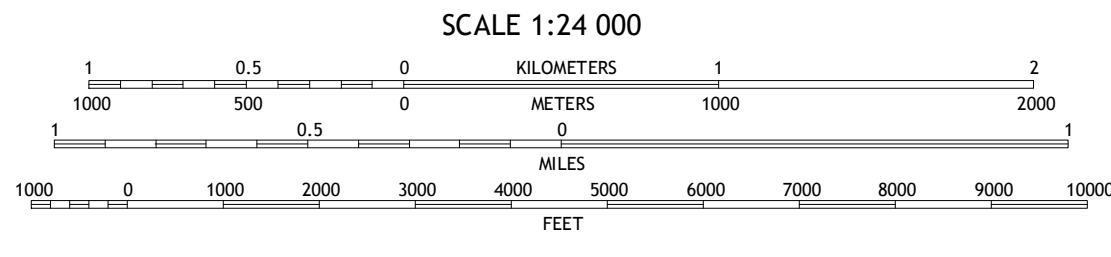 SCALE 1:24 000
1 0.5 0 KILOMETERS 1 2
1000 500 0 METERS 1000 2000
1 0.5 0 1
MILES
1000 0 1000 2000 3000 4000 5000 6000 7000 8000 9000 10000
FEET